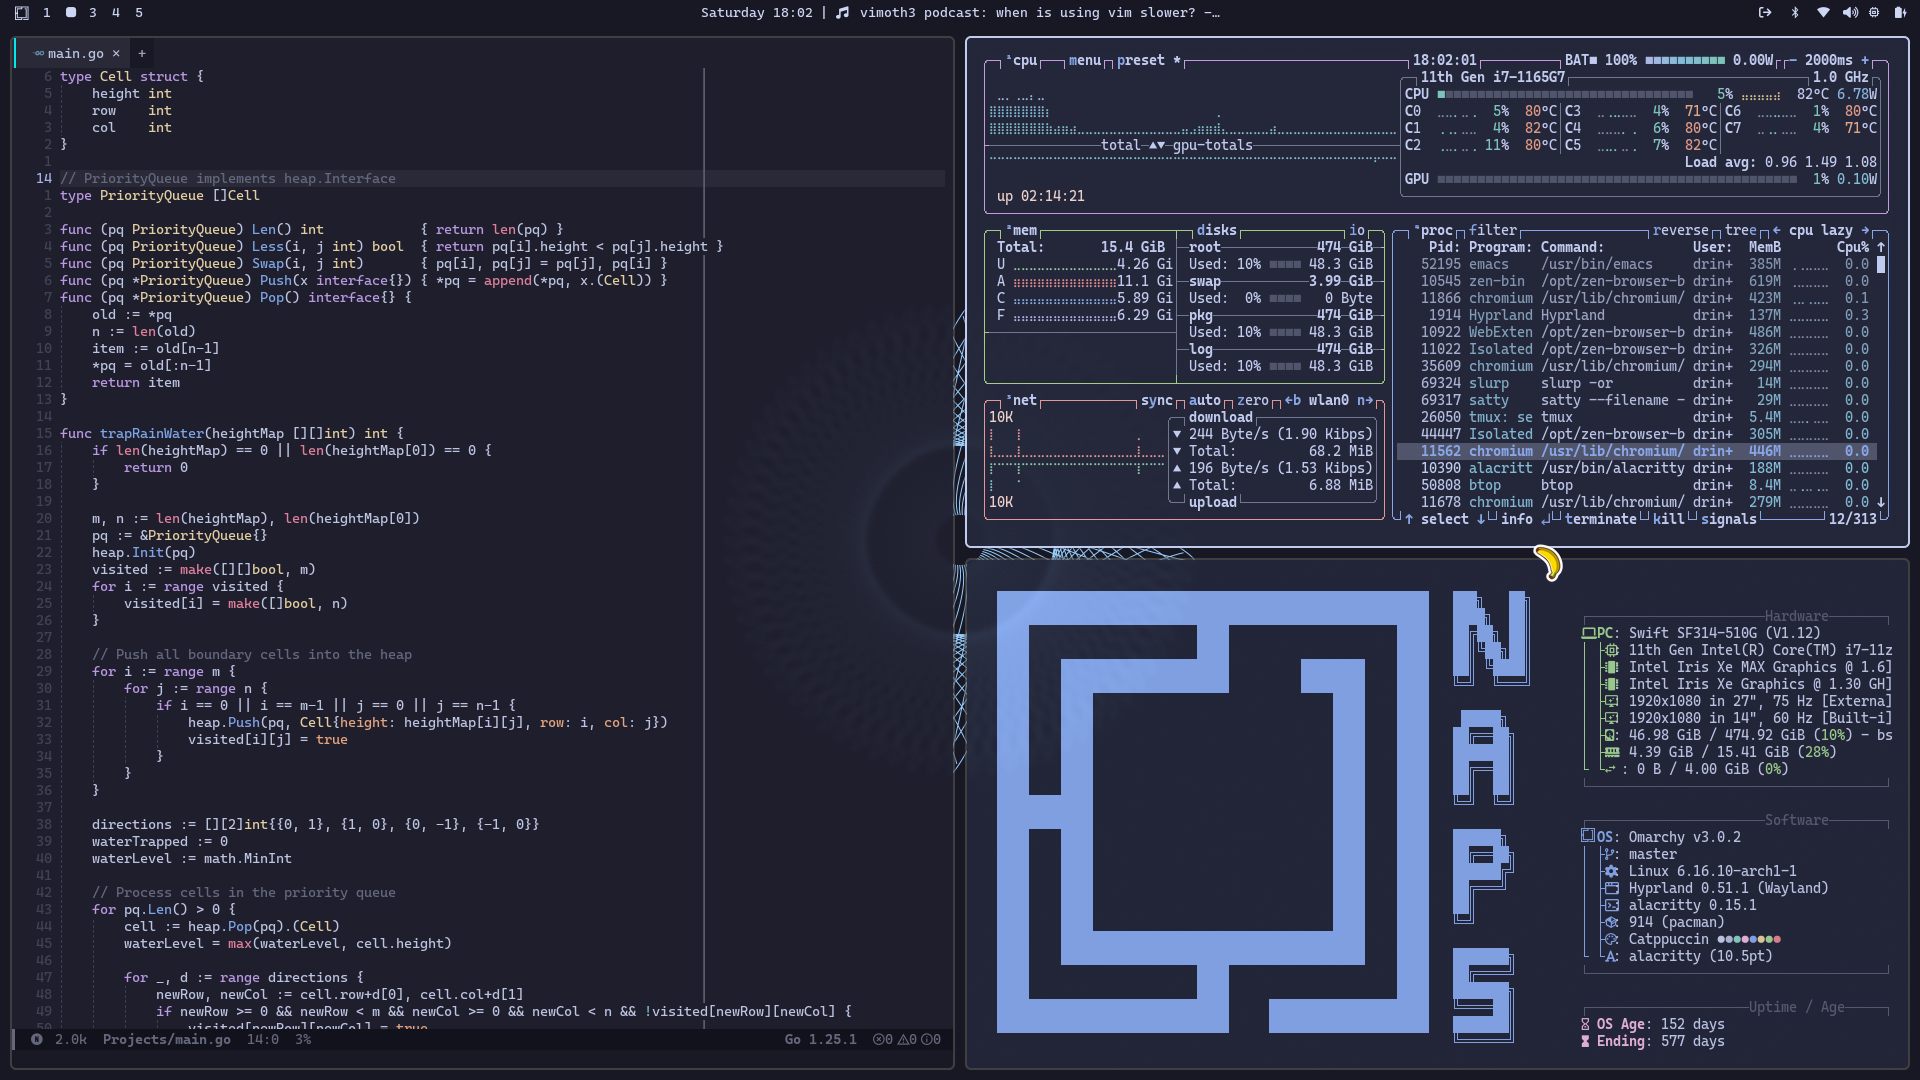 1 3 4 5
Saturday 18:02 | vimoth3 podcast: when is using vim slower? -…
main.go × +
6 type Cell struct {
5 height int
4 row    int
3 col    int
2 }
1
14 // PriorityQueue implements heap.Interface
1 type PriorityQueue []Cell
2
3 func (pq PriorityQueue) Len() int            { return len(pq) }
4 func (pq PriorityQueue) Less(i, j int) bool  { return pq[i].height < pq[j].height }
5 func (pq PriorityQueue) Swap(i, j int)       { pq[i], pq[j] = pq[j], pq[i] }
6 func (pq *PriorityQueue) Push(x interface{}) { *pq = append(*pq, x.(Cell)) }
7 func (pq *PriorityQueue) Pop() interface{} {
8 old := *pq
9 n := len(old)
10 item := old[n-1]
11 *pq = old[:n-1]
12 return item
13 }
14
15 func trapRainWater(heightMap [][]int) int {
16 if len(heightMap) == 0 || len(heightMap[0]) == 0 {
17 return 0
18 }
19
20 m, n := len(heightMap), len(heightMap[0])
21 pq := &PriorityQueue{}
22 heap.Init(pq)
23 visited := make([][]bool, m)
24 for i := range visited {
25 visited[i] = make([]bool, n)
26 }
27
28 // Push all boundary cells into the heap
29 for i := range m {
30 for j := range n {
31 if i == 0 || i == m-1 || j == 0 || j == n-1 {
32 heap.Push(pq, Cell{height: heightMap[i][j], row: i, col: j})
33 visited[i][j] = true
34 }
35 }
36 }
37
38 directions := [][2]int{{0, 1}, {1, 0}, {0, -1}, {-1, 0}}
39 waterTrapped := 0
40 waterLevel := math.MinInt
41
42 // Process cells in the priority queue
43 for pq.Len() > 0 {
44 cell := heap.Pop(pq).(Cell)
45 waterLevel = max(waterLevel, cell.height)
46
47 for _, d := range directions {
48 newRow, newCol := cell.row+d[0], cell.col+d[1]
49 if newRow >= 0 && newRow < m && newCol >= 0 && newCol < n && !visited[newRow][newCol] {
50 visited[newRow][newCol] = true
2.0k Projects/main.go 14:0 3% Go 1.25.1 0 0 0
¹cpu menu preset * 18:02:01 BAT■ 100% ■■■■■■■■■■ 0.00W - 2000ms +
11th Gen i7-1165G7 1.0 GHz
CPU 5% 82°C 6.78W
C0 5% 80°C C3 4% 71°C C6 1% 80°C
C1 4% 82°C C4 6% 80°C C7 4% 71°C
C2 11% 80°C C5 7% 82°C
total ▲▼ gpu-totals
Load avg: 0.96 1.49 1.08
GPU 1% 0.10W
up 02:14:21
²mem disks io
Total: 15.4 GiB
U 4.26 Gi
A 11.1 Gi
C 5.89 Gi
F 6.29 Gi
root 474 GiB
Used: 10% 48.3 GiB
swap 3.99 GiB
Used: 0% 0 Byte
pkg 474 GiB
Used: 10% 48.3 GiB
log 474 GiB
Used: 10% 48.3 GiB
³net sync auto zero ←b wlan0 n→
10K
download
▼ 244 Byte/s (1.90 Kibps)
▼ Total: 68.2 MiB
▲ 196 Byte/s (1.53 Kibps)
▲ Total: 6.88 MiB
10K
upload
⁴proc filter reverse tree ← cpu lazy →
Pid: Program: Command: User: MemB Cpu% ↑
52195 emacs /usr/bin/emacs drin+ 385M 0.0
10545 zen-bin /opt/zen-browser-b drin+ 619M 0.0
11866 chromium /usr/lib/chromium/ drin+ 423M 0.1
1914 Hyprland Hyprland drin+ 137M 0.3
10922 WebExten /opt/zen-browser-b drin+ 486M 0.0
11022 Isolated /opt/zen-browser-b drin+ 326M 0.0
35609 chromium /usr/lib/chromium/ drin+ 294M 0.0
69324 slurp slurp -or drin+ 14M 0.0
69317 satty satty --filename - drin+ 29M 0.0
26050 tmux: se tmux drin+ 5.4M 0.0
44447 Isolated /opt/zen-browser-b drin+ 305M 0.0
11562 chromium /usr/lib/chromium/ drin+ 446M 0.0
10390 alacritt /usr/bin/alacritty drin+ 188M 0.0
50808 btop btop drin+ 8.4M 0.0
11678 chromium /usr/lib/chromium/ drin+ 279M 0.0 ↓
↑ select ↓ info ↲ terminate kill signals 12/313
NAPS
Hardware
PC: Swift SF314-510G (V1.12)
11th Gen Intel(R) Core(TM) i7-11z
Intel Iris Xe MAX Graphics @ 1.6]
Intel Iris Xe Graphics @ 1.30 GH]
1920x1080 in 27", 75 Hz [Externa]
1920x1080 in 14", 60 Hz [Built-i]
: 46.98 GiB / 474.92 GiB (10%) - bs
4.39 GiB / 15.41 GiB (28%)
: 0 B / 4.00 GiB (0%)
Software
OS: Omarchy v3.0.2
: master
Linux 6.16.10-arch1-1
Hyprland 0.51.1 (Wayland)
alacritty 0.15.1
914 (pacman)
: Catppuccin ●●●●●●●●
: alacritty (10.5pt)
Uptime / Age
OS Age: 152 days
Ending: 577 days